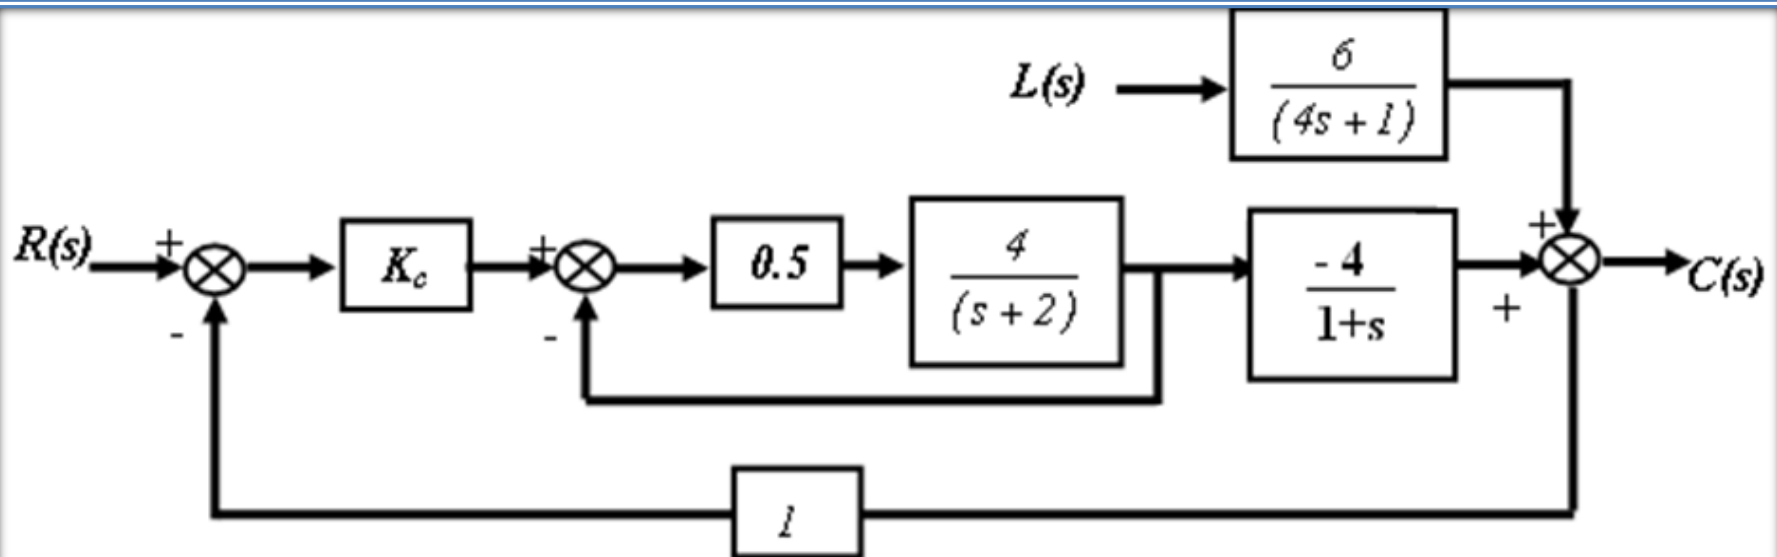 L(s)
6
(4s + 1)
R(s)
+
-
Kc
+
-
0.5
4
(s + 2)
- 4
1+s
+
+
C(s)
1